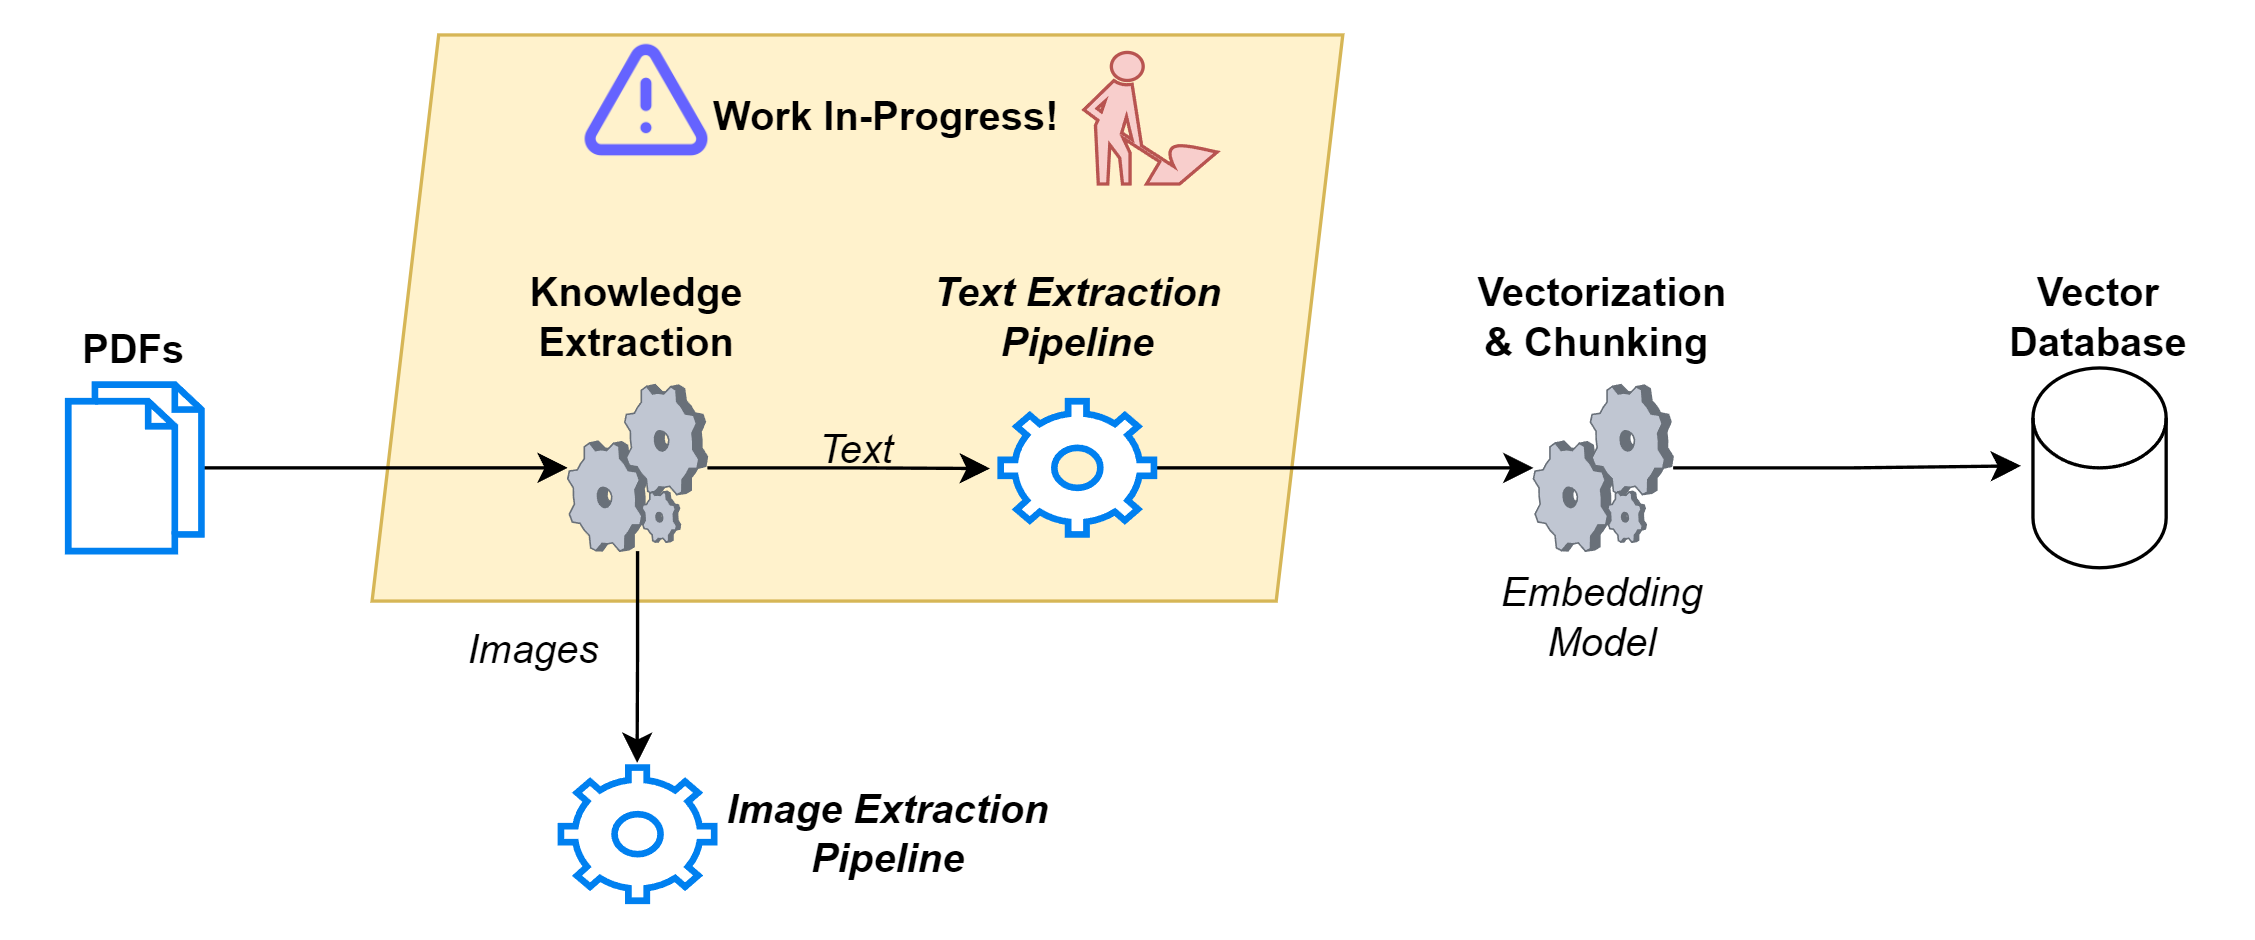 Work In-Progress!
PDFs
Knowledge
Extraction
Text Extraction
Pipeline
Vectorization
& Chunking
Vector
Database
Text
Embedding
Model
Images
Image Extraction
Pipeline